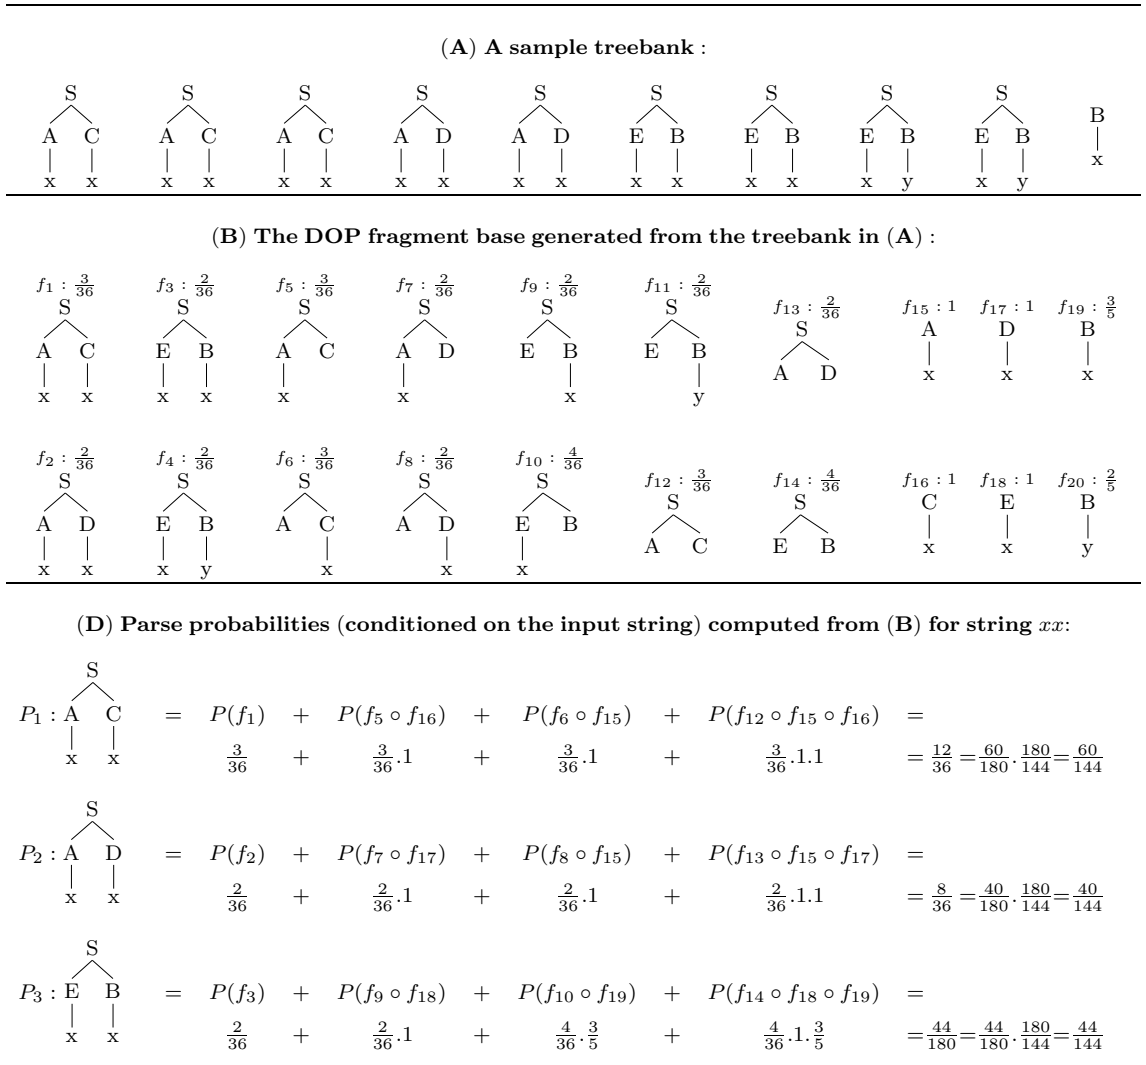 (A) A sample treebank :
S S S S S S S S S
B
A C A C A C A D A D E B E B E B E B
x
x x x x x x x x x x x x x x x y x y
(B) The DOP fragment base generated from the treebank in (A) :
f1 : 3/36 f3 : 2/36 f5 : 3/36 f7 : 2/36 f9 : 2/36 f11 : 2/36
S S S S S S
f13 : 2/36 f15 : 1 f17 : 1 f19 : 3/5
S A D B
A C E B A C A D E B E B
A D x x x
x x x x x x x y
f2 : 2/36 f4 : 2/36 f6 : 3/36 f8 : 2/36 f10 : 4/36
S S S S S
f12 : 3/36 f14 : 4/36 f16 : 1 f18 : 1 f20 : 2/5
S S C E B
A D E B A C A D E B
A C E B x x y
x x x y x x x
(D) Parse probabilities (conditioned on the input string) computed from (B) for string xx:
S
P1 : A C = P(f1) + P(f5 ∘ f16) + P(f6 ∘ f15) + P(f12 ∘ f15 ∘ f16) =
x x 3/36 + 3/36.1 + 3/36.1 + 3/36.1.1 = 12/36 = 60/180 . 180/144 = 60/144
S
P2 : A D = P(f2) + P(f7 ∘ f17) + P(f8 ∘ f15) + P(f13 ∘ f15 ∘ f17) =
x x 2/36 + 2/36.1 + 2/36.1 + 2/36.1.1 = 8/36 = 40/180 . 180/144 = 40/144
S
P3 : E B = P(f3) + P(f9 ∘ f18) + P(f10 ∘ f19) + P(f14 ∘ f18 ∘ f19) =
x x 2/36 + 2/36.1 + 4/36 . 3/5 + 4/36.1.3/5 = 44/180 = 44/180 . 180/144 = 44/144